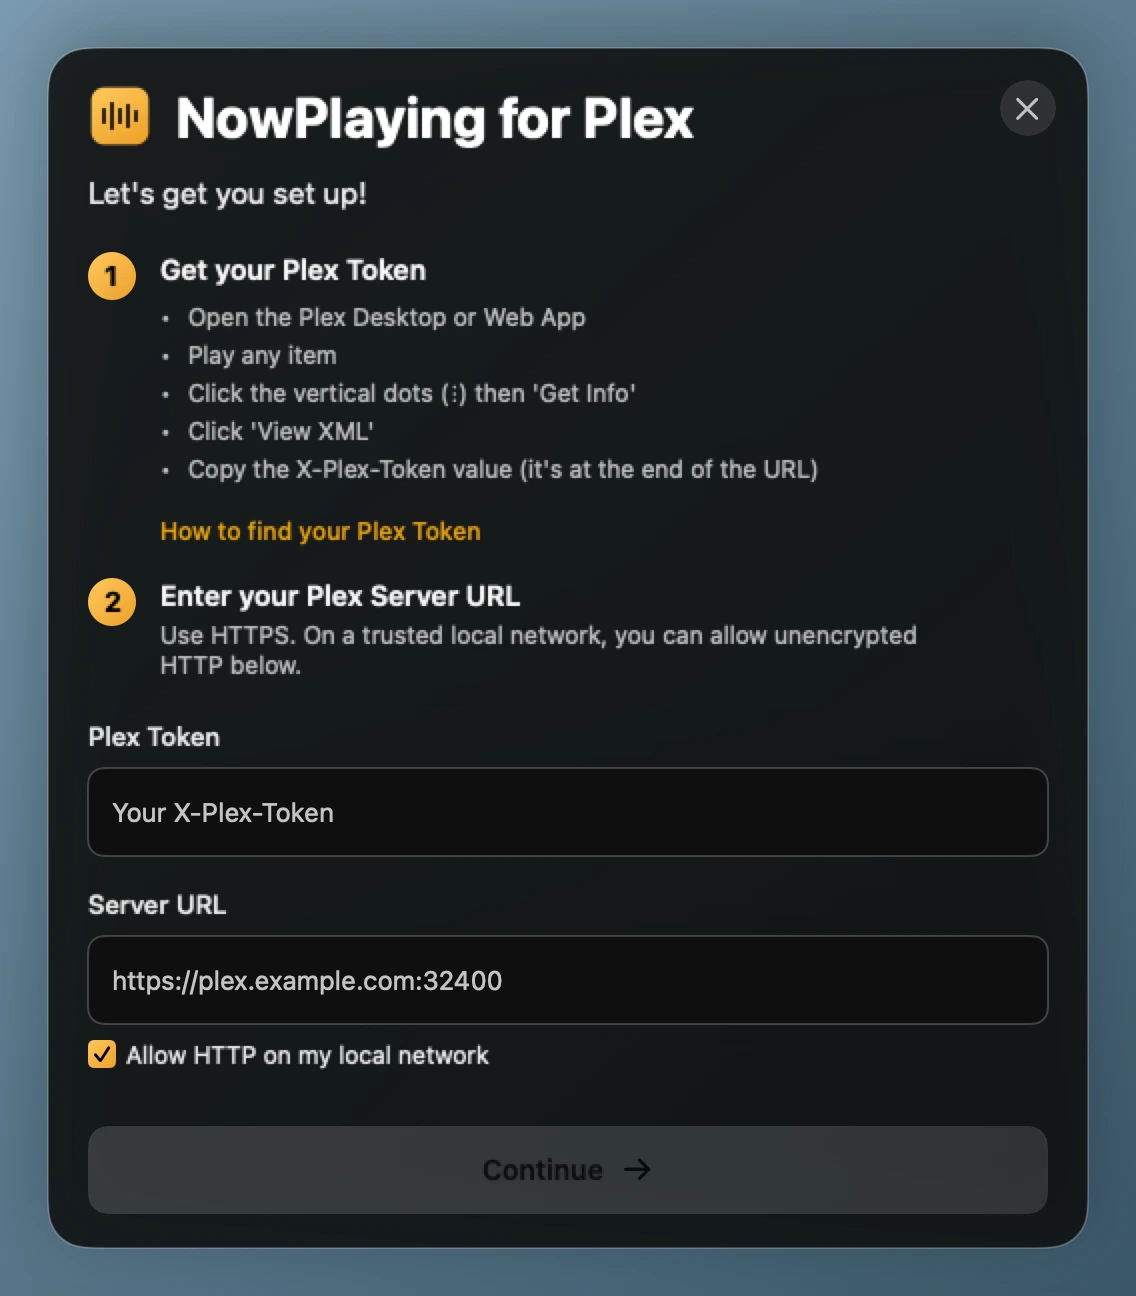 NowPlaying for Plex
Let's get you set up!
1 Get your Plex Token
• Open the Plex Desktop or Web App
• Play any item
• Click the vertical dots (⋮) then 'Get Info'
• Click 'View XML'
• Copy the X-Plex-Token value (it's at the end of the URL)
How to find your Plex Token
2 Enter your Plex Server URL
Use HTTPS. On a trusted local network, you can allow unencrypted
HTTP below.
Plex Token
Your X-Plex-Token
Server URL
https://plex.example.com:32400
Allow HTTP on my local network
Continue →